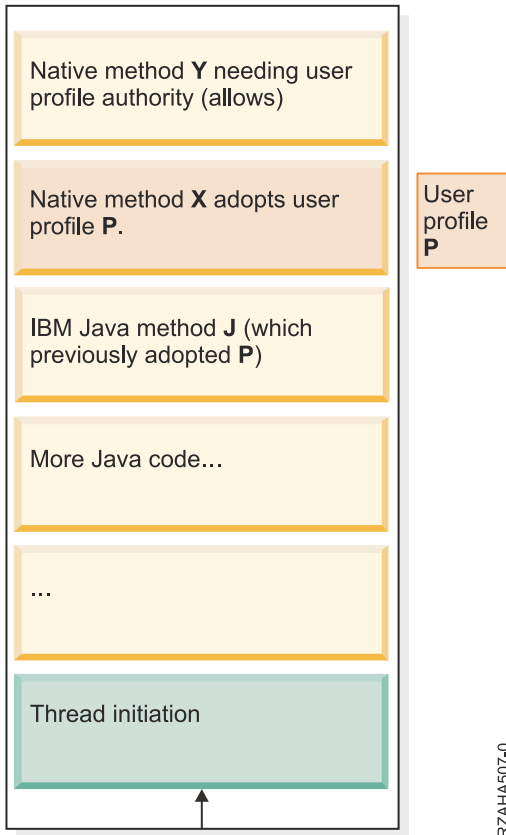 Native method Y needing user
profile authority (allows)
Native method X adopts user
profile P.
User
profile
P
IBM Java method J (which
previously adopted P)
More Java code...
...
Thread initiation
RZAHA507-0